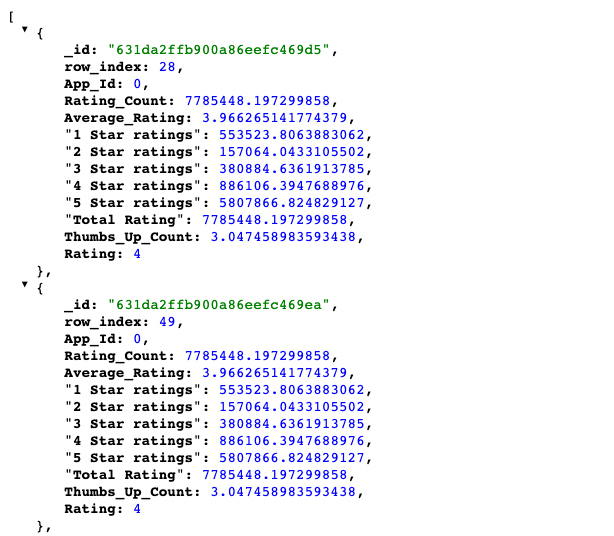 [
{
_id: "631da2ffb900a86eefc469d5",
row_index: 28,
App_Id: 0,
Rating_Count: 7785448.197299858,
Average_Rating: 3.966265141774379,
"1 Star ratings": 553523.8063883062,
"2 Star ratings": 157064.0433105502,
"3 Star ratings": 380884.6361913785,
"4 Star ratings": 886106.3947688976,
"5 Star ratings": 5807866.824829127,
"Total Rating": 7785448.197299858,
Thumbs_Up_Count: 3.047458983593438,
Rating: 4
},
{
_id: "631da2ffb900a86eefc469ea",
row_index: 49,
App_Id: 0,
Rating_Count: 7785448.197299858,
Average_Rating: 3.966265141774379,
"1 Star ratings": 553523.8063883062,
"2 Star ratings": 157064.0433105502,
"3 Star ratings": 380884.6361913785,
"4 Star ratings": 886106.3947688976,
"5 Star ratings": 5807866.824829127,
"Total Rating": 7785448.197299858,
Thumbs_Up_Count: 3.047458983593438,
Rating: 4
},